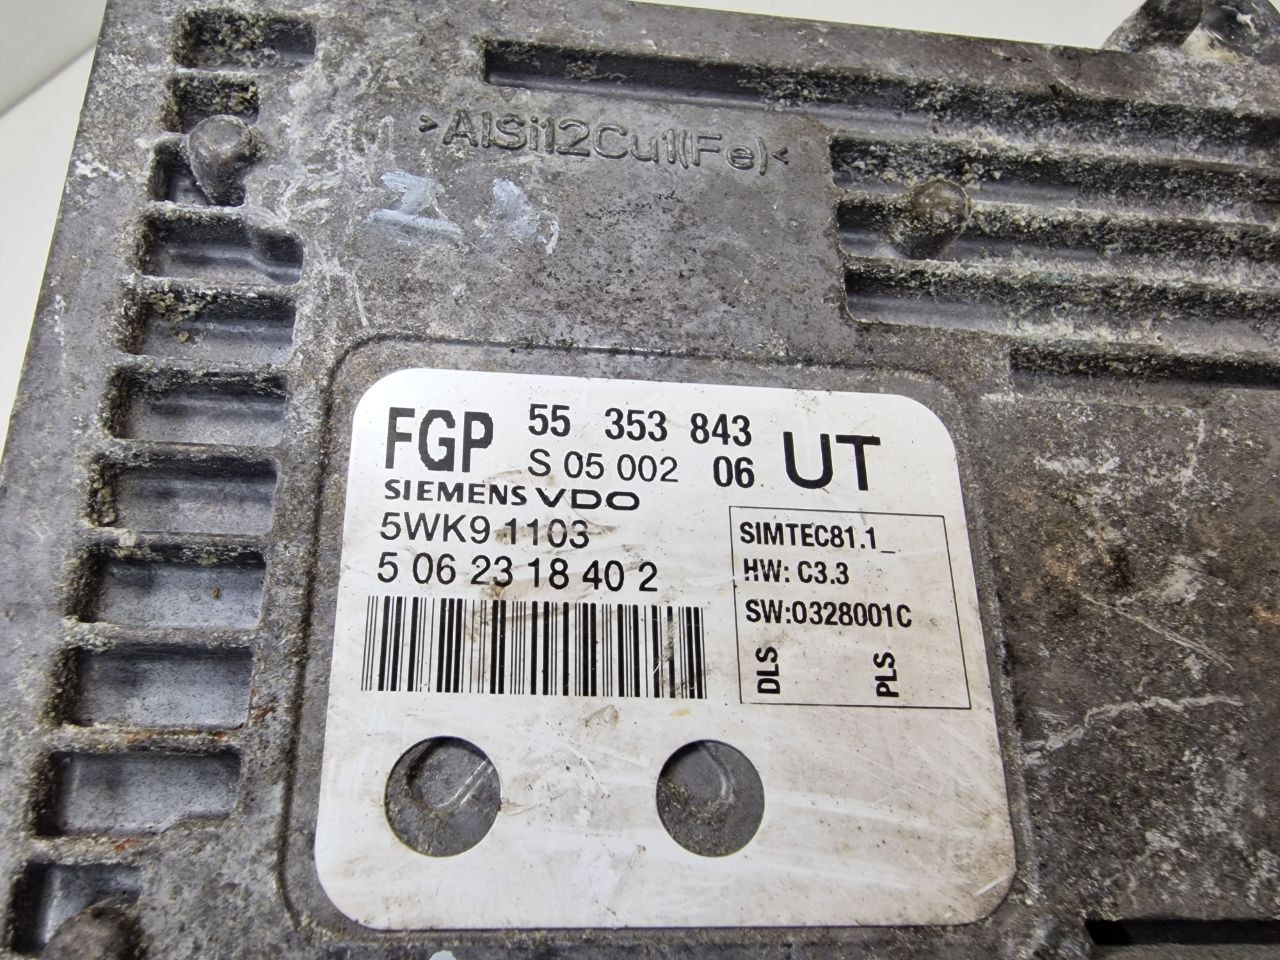 >AlSi12Cu1(Fe)<
FGP 55 353 843 UT
S 05 002 06
SIEMENS VDO
5WK9 1103
5 06 23 18 40 2
SIMTEC81.1_
HW: C3.3
SW:0328001C
DLS PLS